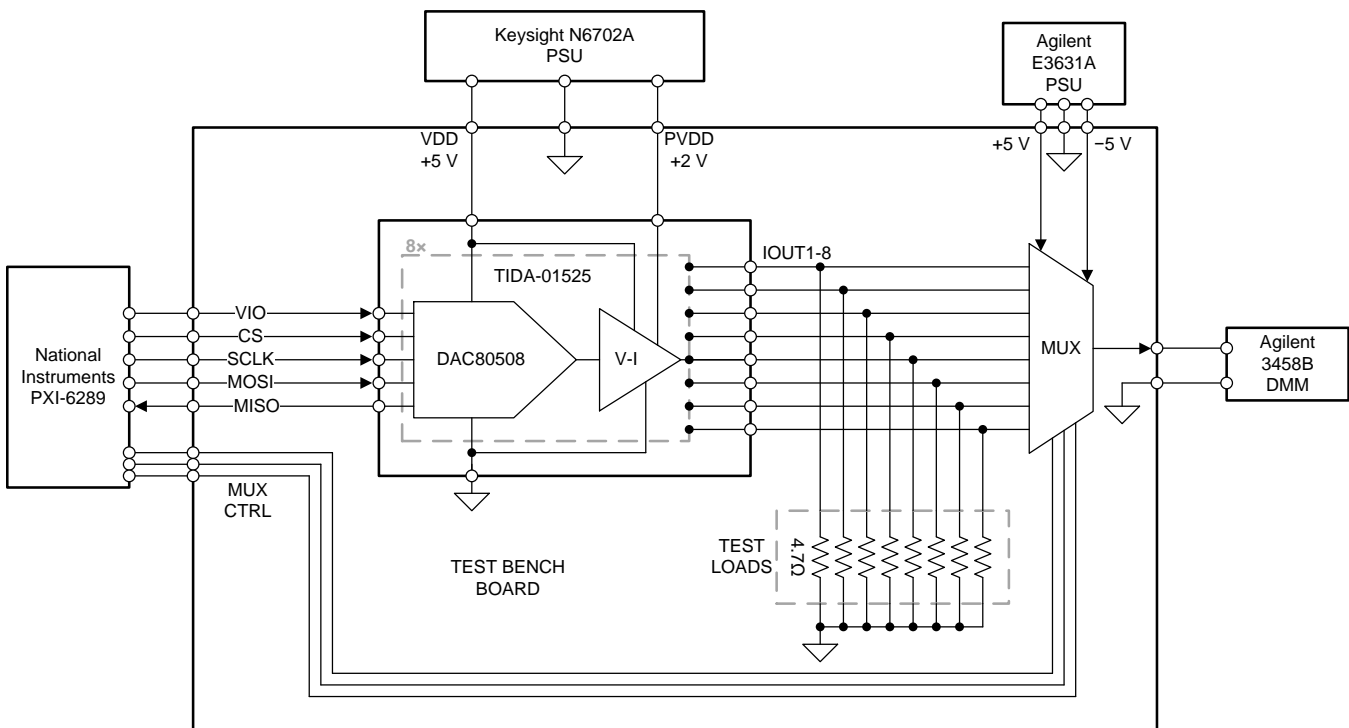 Keysight N6702A
PSU
Agilent
E3631A
PSU
VDD
+5 V
PVDD
+2 V
+5 V
−5 V
8×
TIDA-01525
IOUT1-8
National
Instruments
PXI-6289
VIO
CS
SCLK
MOSI
MISO
DAC80508
V-I
MUX
Agilent
3458B
DMM
MUX
CTRL
TEST BENCH
BOARD
TEST
LOADS
4.7Ω